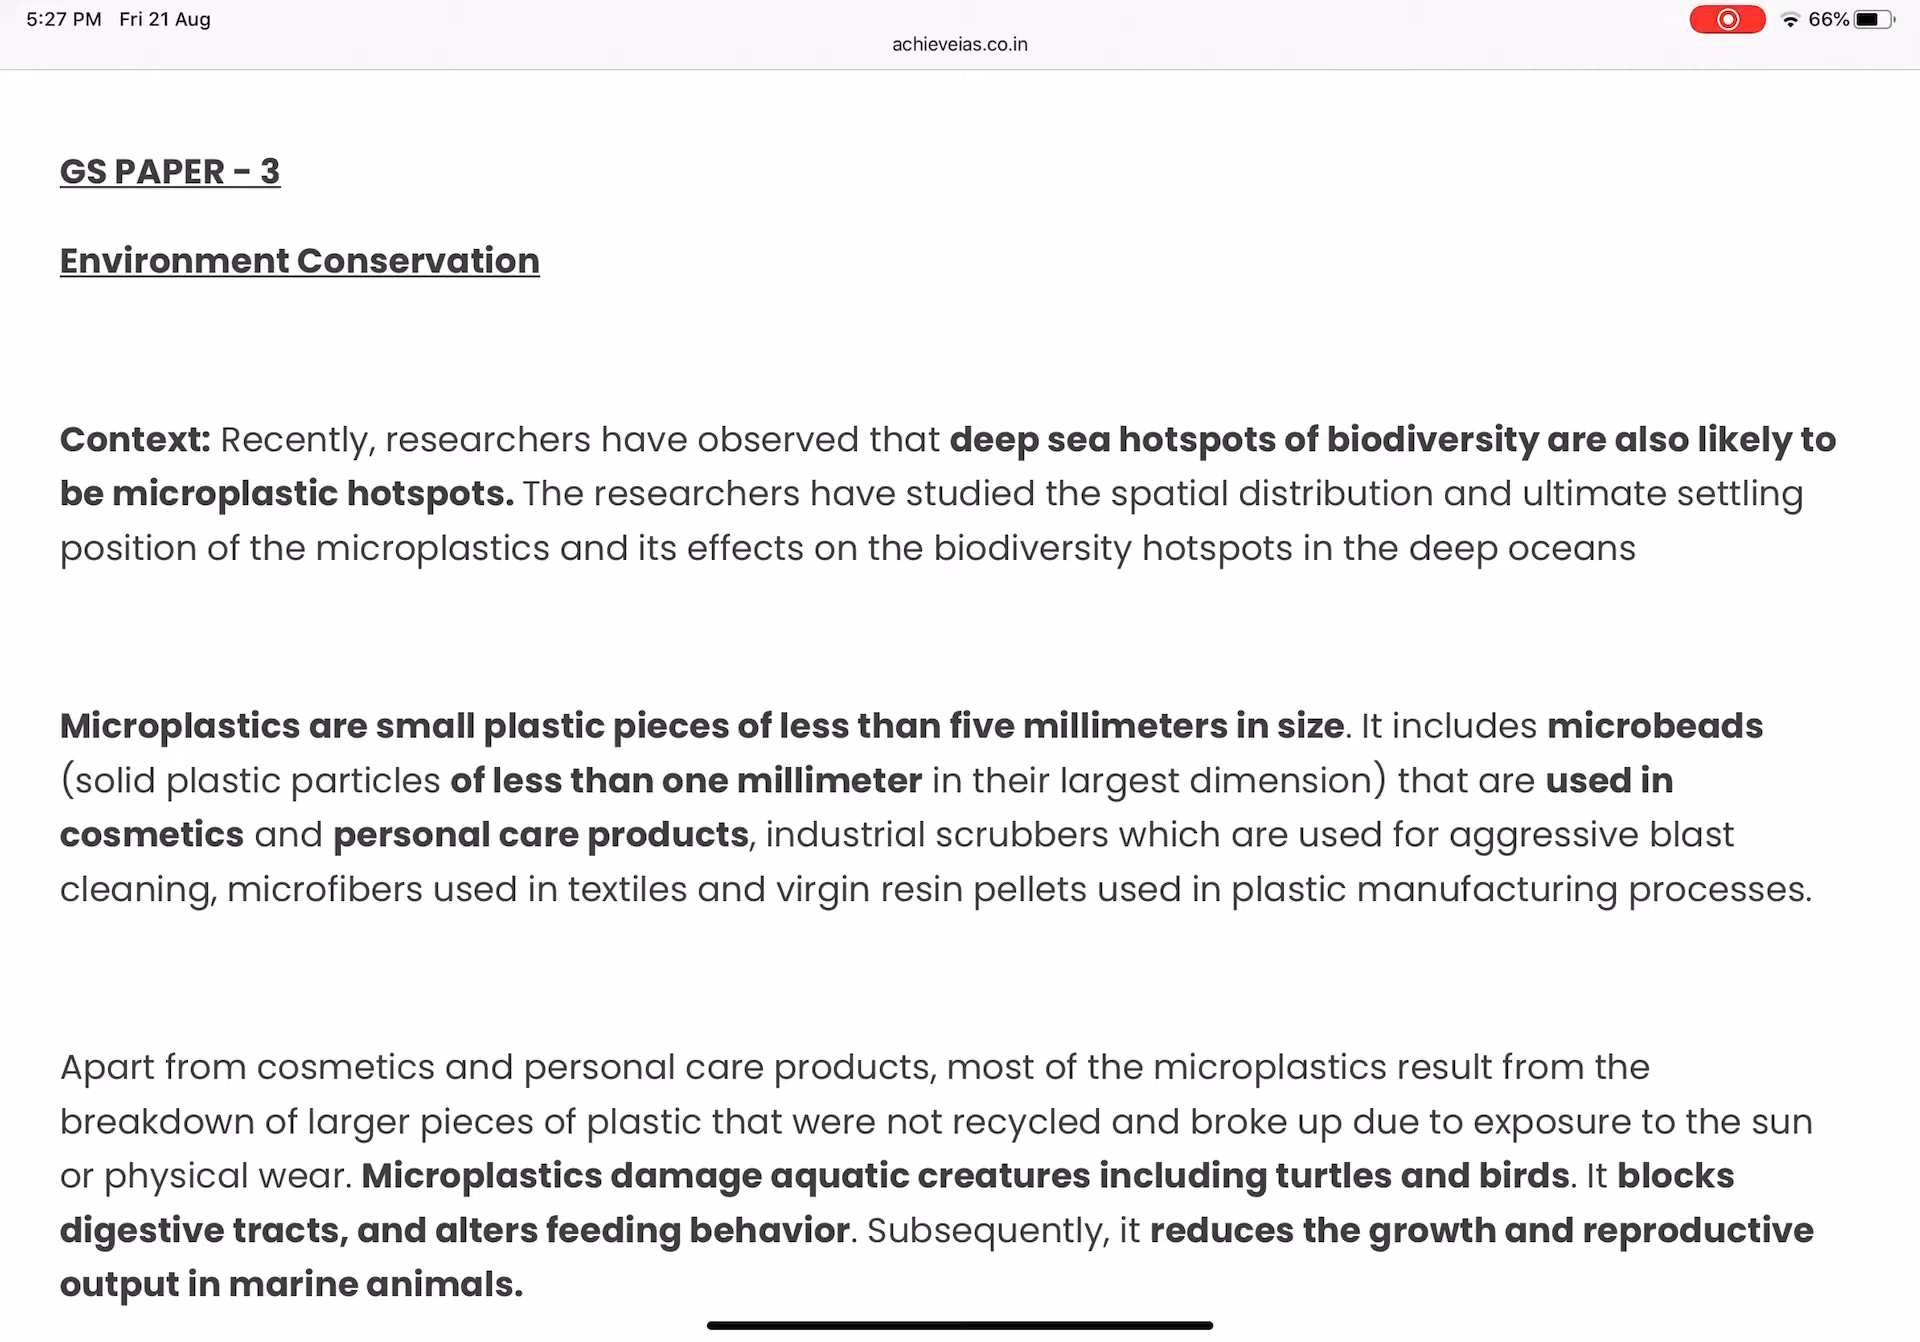 5:27 PM Fri 21 Aug
66%
achieveias.co.in
GS PAPER – 3
Environment Conservation
Context: Recently, researchers have observed that deep sea hotspots of biodiversity are also likely to
be microplastic hotspots. The researchers have studied the spatial distribution and ultimate settling
position of the microplastics and its effects on the biodiversity hotspots in the deep oceans
Microplastics are small plastic pieces of less than five millimeters in size. It includes microbeads
(solid plastic particles of less than one millimeter in their largest dimension) that are used in
cosmetics and personal care products, industrial scrubbers which are used for aggressive blast
cleaning, microfibers used in textiles and virgin resin pellets used in plastic manufacturing processes.
Apart from cosmetics and personal care products, most of the microplastics result from the
breakdown of larger pieces of plastic that were not recycled and broke up due to exposure to the sun
or physical wear. Microplastics damage aquatic creatures including turtles and birds. It blocks
digestive tracts, and alters feeding behavior. Subsequently, it reduces the growth and reproductive
output in marine animals.